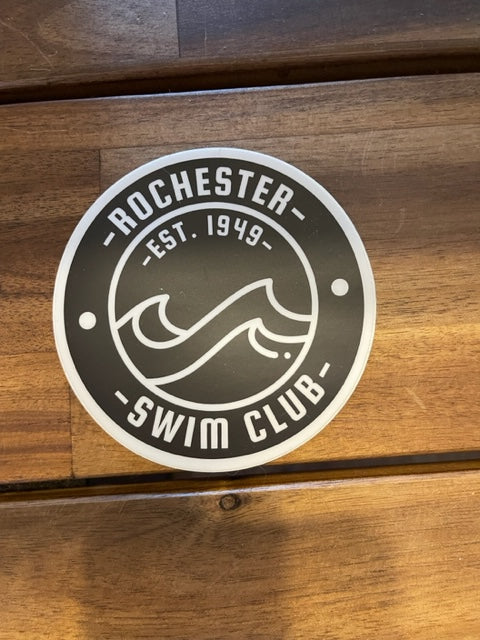 -ROCHESTER-
-EST. 1949-
-SWIM CLUB-